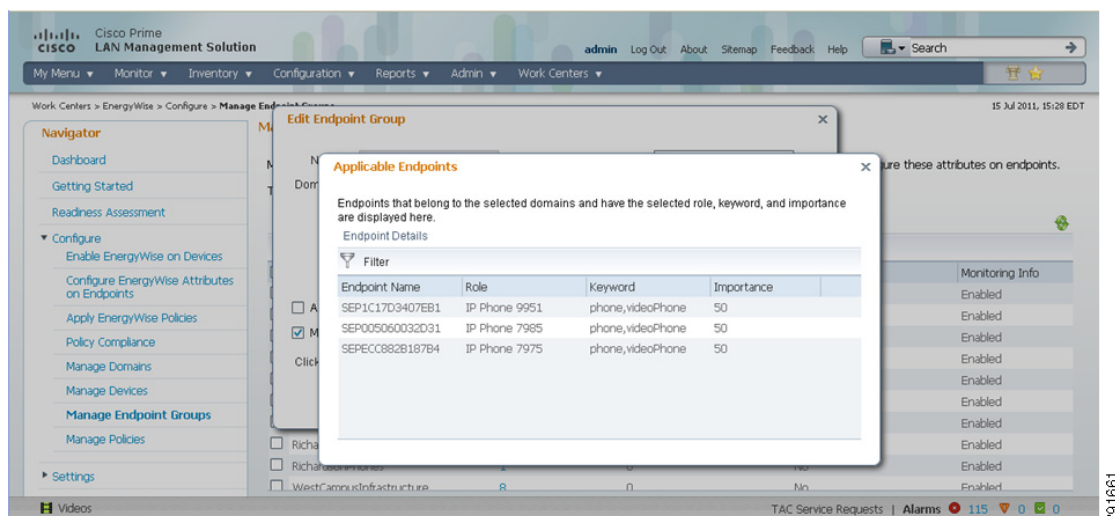 Cisco Prime
CISCO LAN Management Solution
admin Log Out About Sitemap Feedback Help Search
My Menu Monitor Inventory Configuration Reports Admin Work Centers
Work Centers > EnergyWise > Configure > Manage Endpoint Groups
15 Jul 2011, 15:28 EDT
Navigator
Dashboard
Getting Started
Readiness Assessment
Configure
Enable EnergyWise on Devices
Configure EnergyWise Attributes
on Endpoints
Apply EnergyWise Policies
Policy Compliance
Manage Domains
Manage Devices
Manage Endpoint Groups
Manage Policies
Settings
Edit Endpoint Group
Applicable Endpoints
Endpoints that belong to the selected domains and have the selected role, keyword, and importance
are displayed here.
Endpoint Details
Filter
Endpoint Name Role Keyword Importance
SEP1C17D3407EB1 IP Phone 9951 phone,videoPhone 50
SEP005060032D31 IP Phone 7985 phone,videoPhone 50
SEPECC882B187B4 IP Phone 7975 phone,videoPhone 50
these attributes on endpoints.
Monitoring Info
Enabled
Enabled
Enabled
Enabled
Enabled
Enabled
Enabled
Enabled
Enabled
WestCampusInfrastructure 8 0 No Enabled
Videos
TAC Service Requests | Alarms 115 0 0